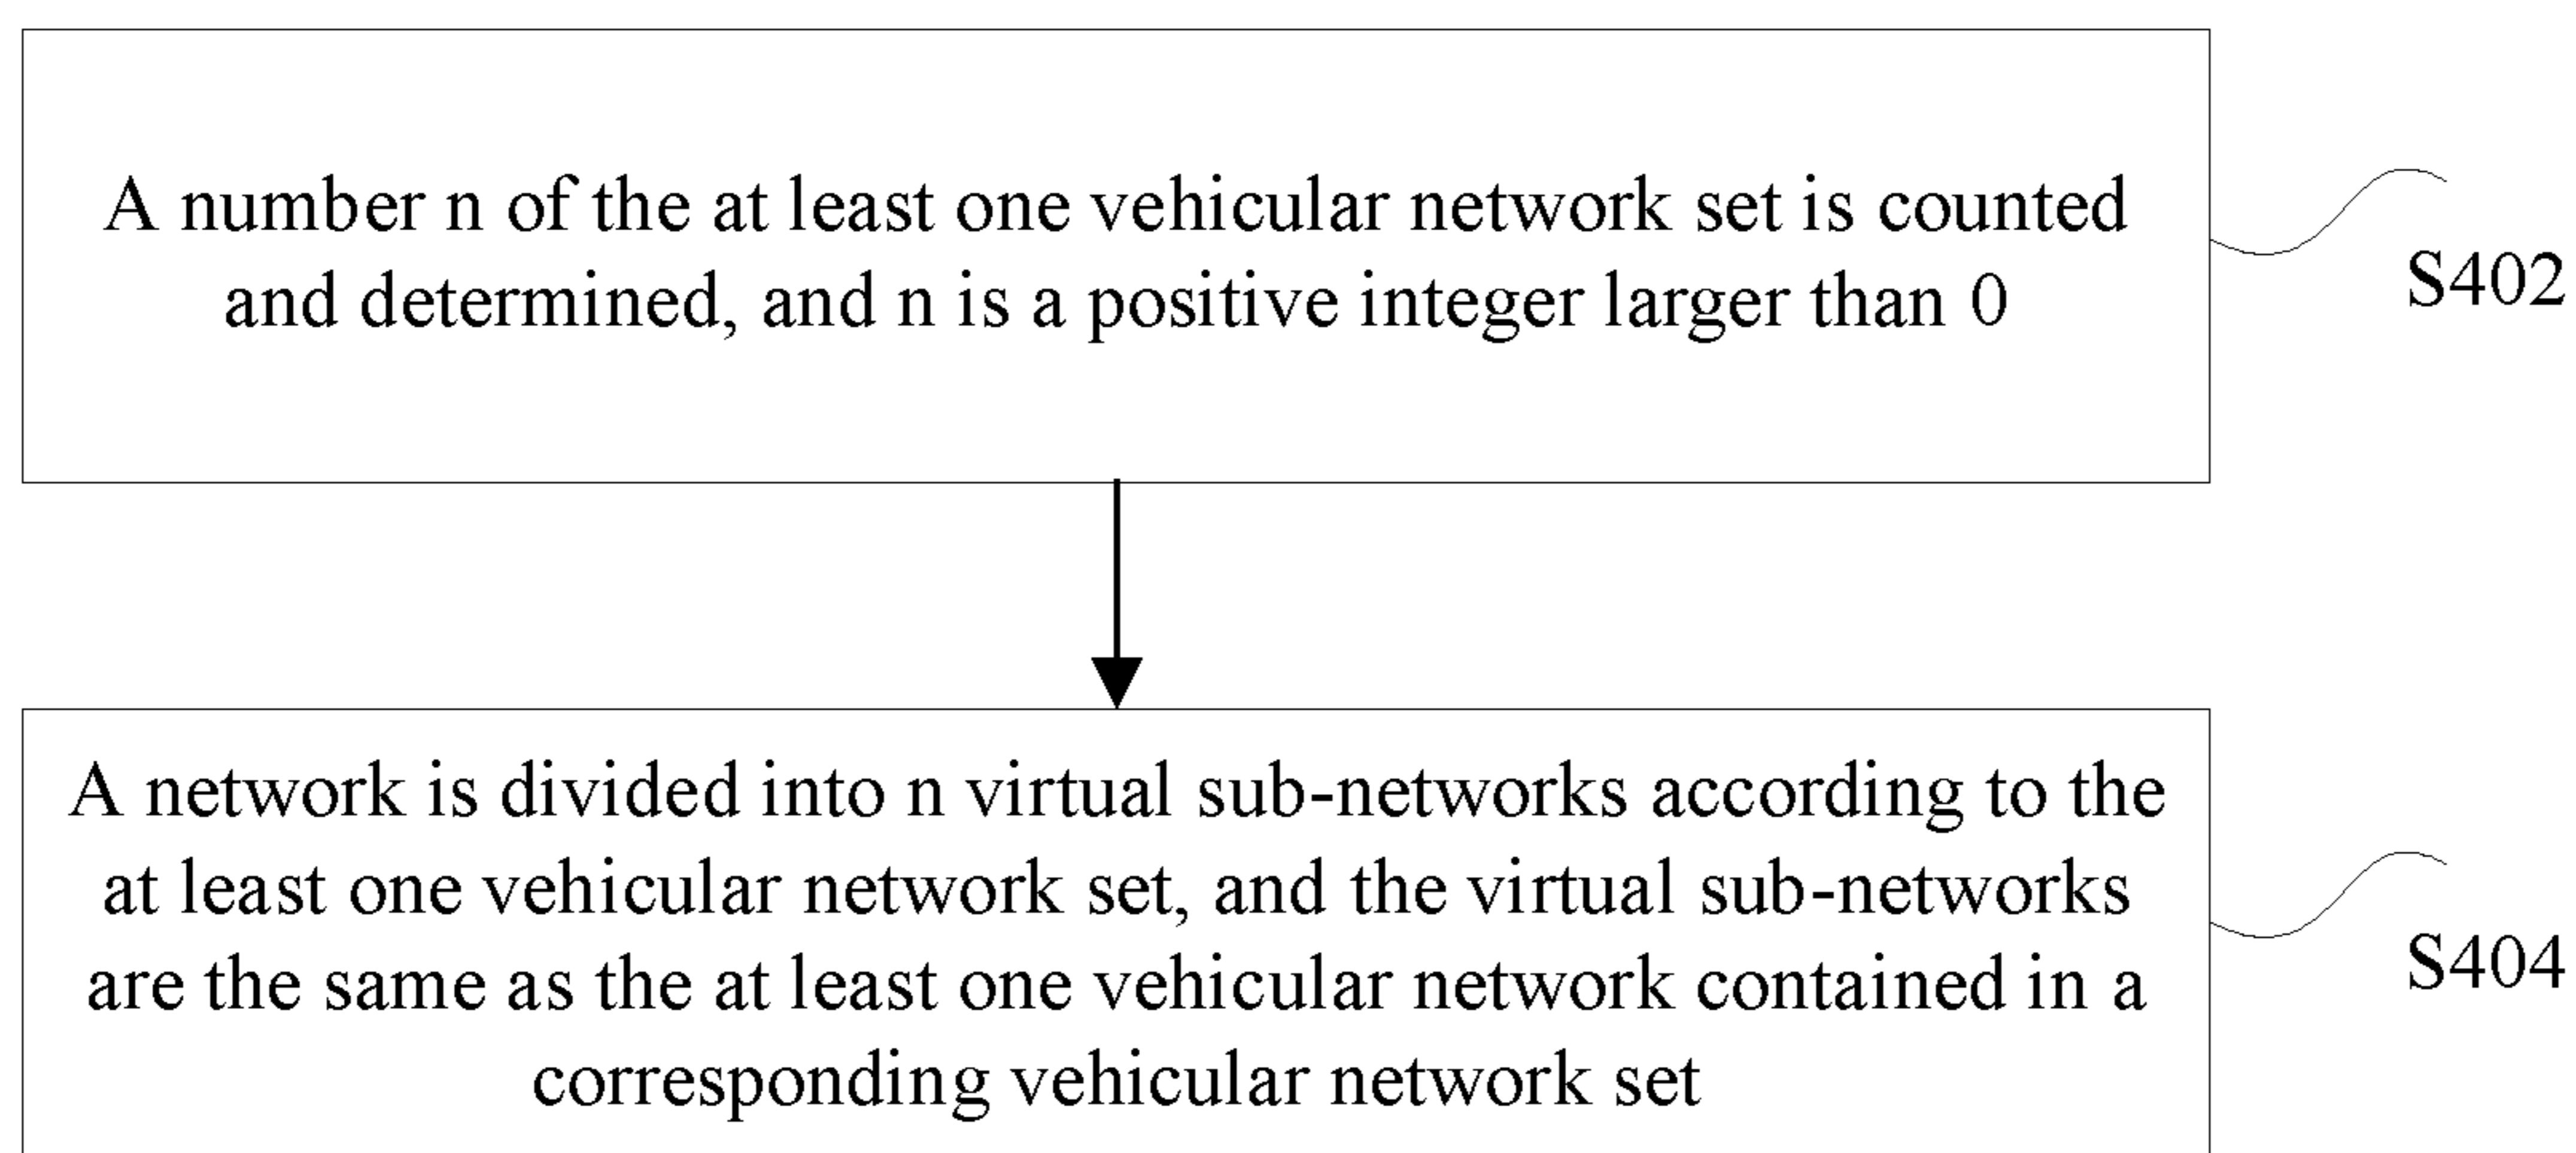 A number n of the at least one vehicular network set is counted
and determined, and n is a positive integer larger than 0
S402
A network is divided into n virtual sub-networks according to the
at least one vehicular network set, and the virtual sub-networks
are the same as the at least one vehicular network contained in a
corresponding vehicular network set
S404